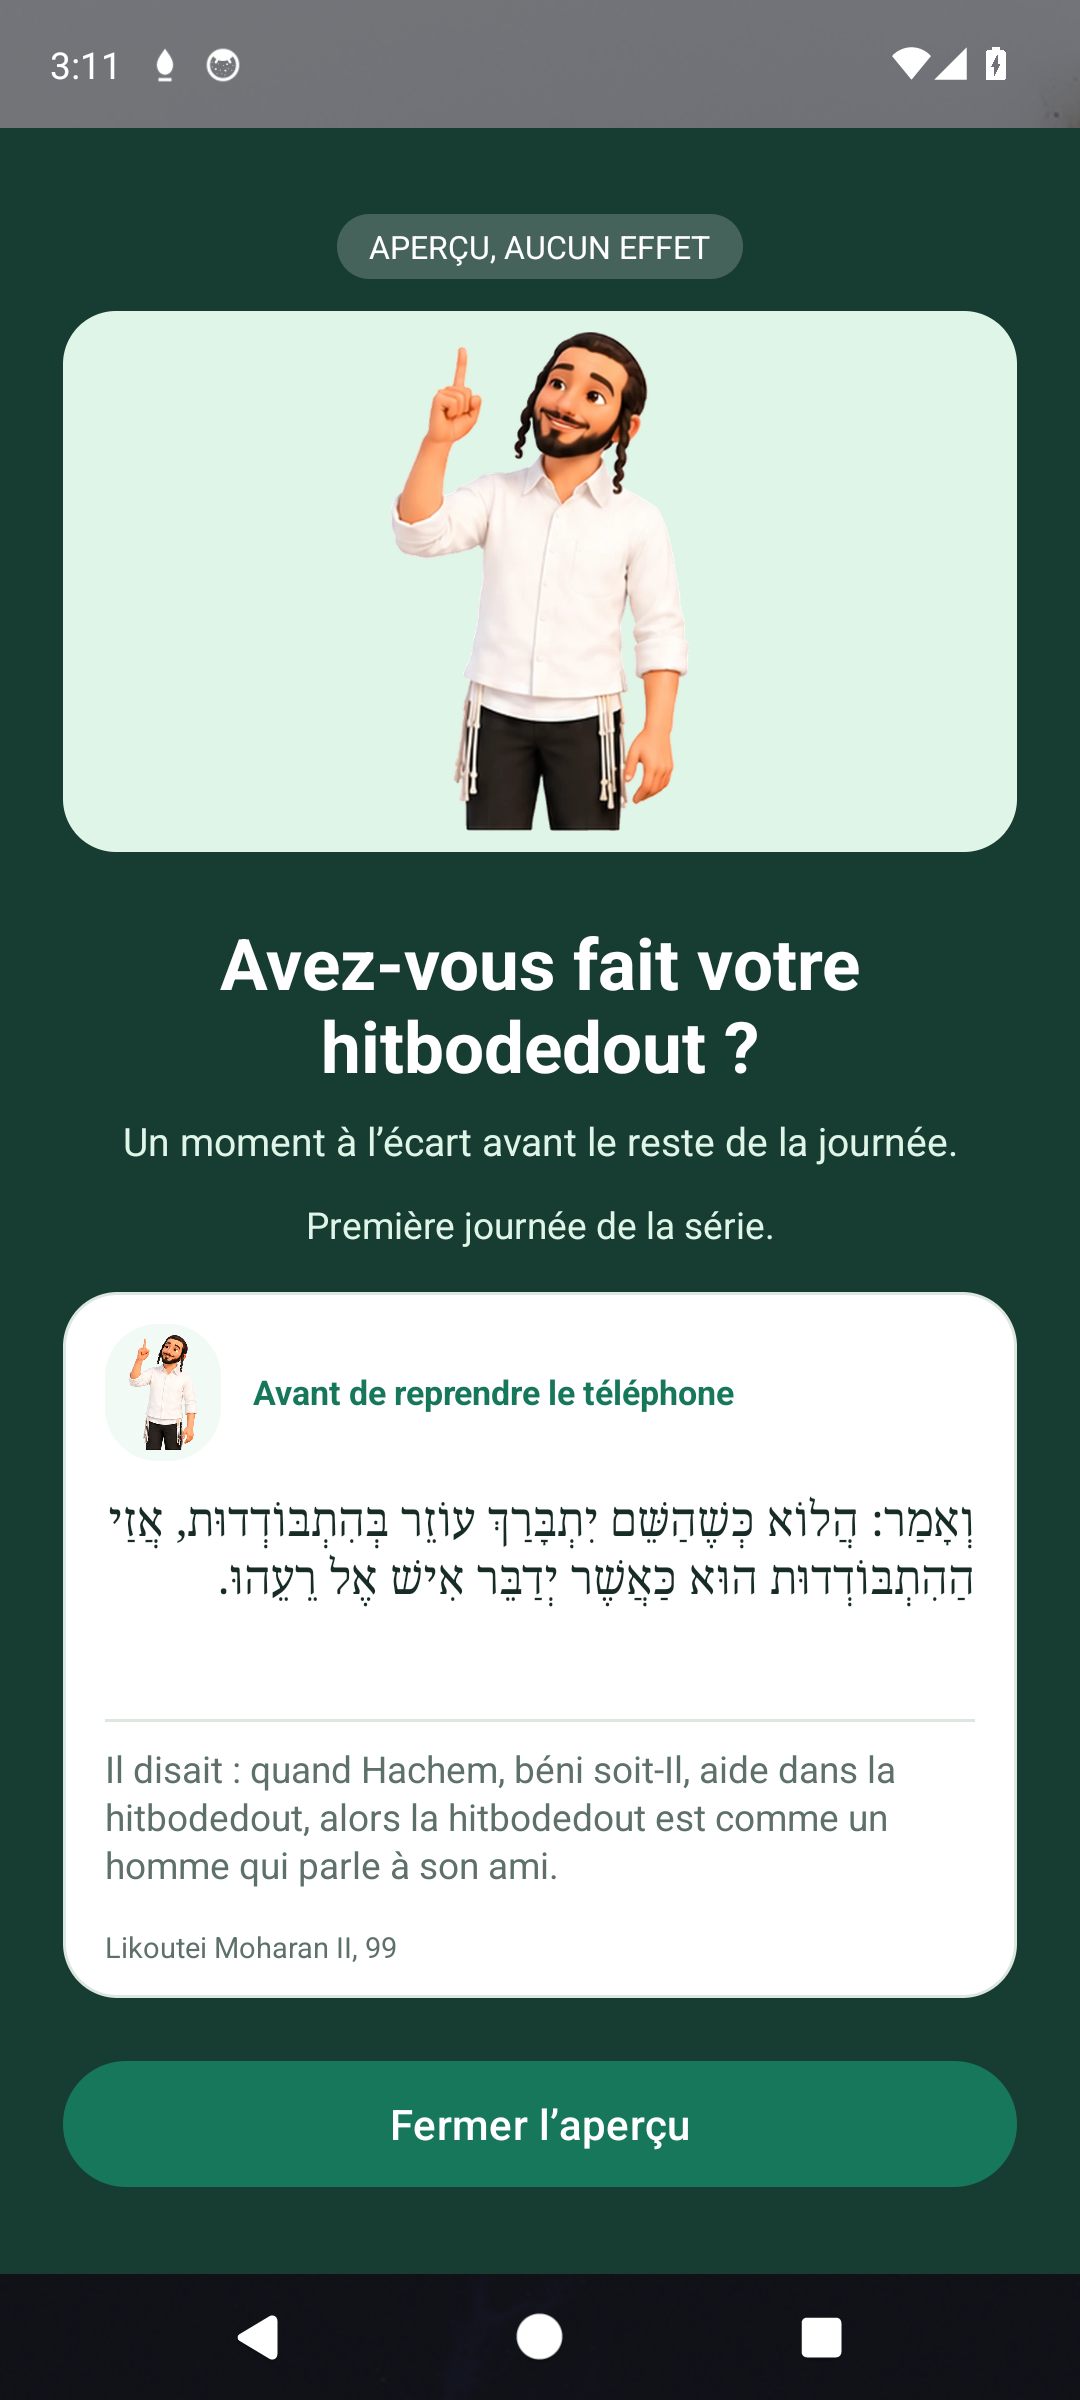 3:11
APERÇU, AUCUN EFFET
Avez-vous fait votre
hitbodedout ?
Un moment à l’écart avant le reste de la journée.
Première journée de la série.
Avant de reprendre le téléphone
וְאָמַר: הֲלוֹא כְּשֶׁהַשֵּׁם יִתְבָּרַךְ עוֹזֵר בְּהִתְבּוֹדְדוּת, אֲזַי
הַהִתְבּוֹדְדוּת הוּא כַּאֲשֶׁר יְדַבֵּר אִישׁ אֶל רֵעֵהוּ.
Il disait : quand Hachem, béni soit-Il, aide dans la
hitbodedout, alors la hitbodedout est comme un
homme qui parle à son ami.
Likoutei Moharan II, 99
Fermer l’aperçu